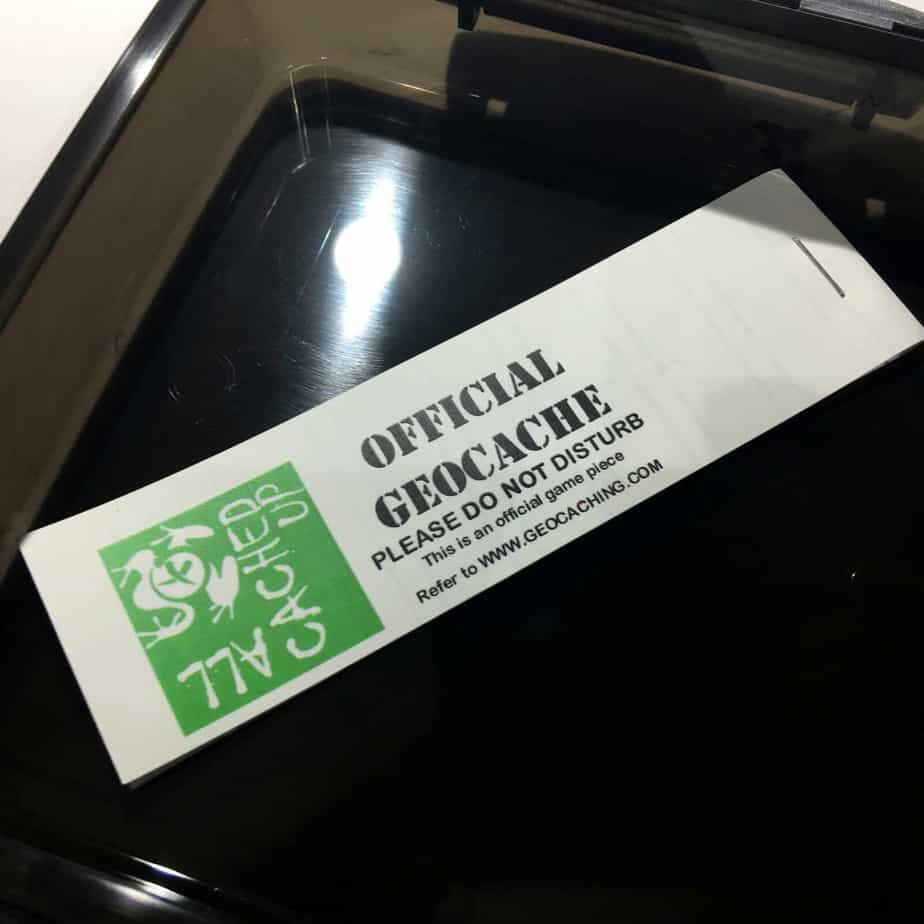 ALL
CACHED
UP
OFFICIAL
GEOCACHE
PLEASE DO NOT DISTURB
This is an official game piece
Refer to WWW.GEOCACHING.COM